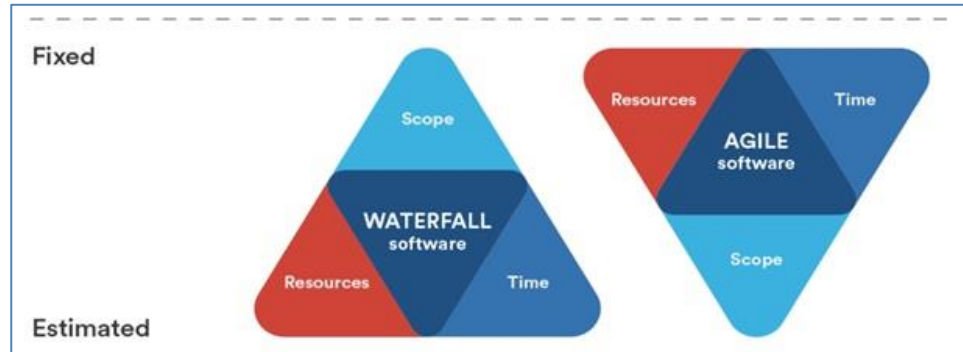 Fixed
Scope
WATERFALL
software
Resources
Time
Resources
Time
AGILE
software
Scope
Estimated